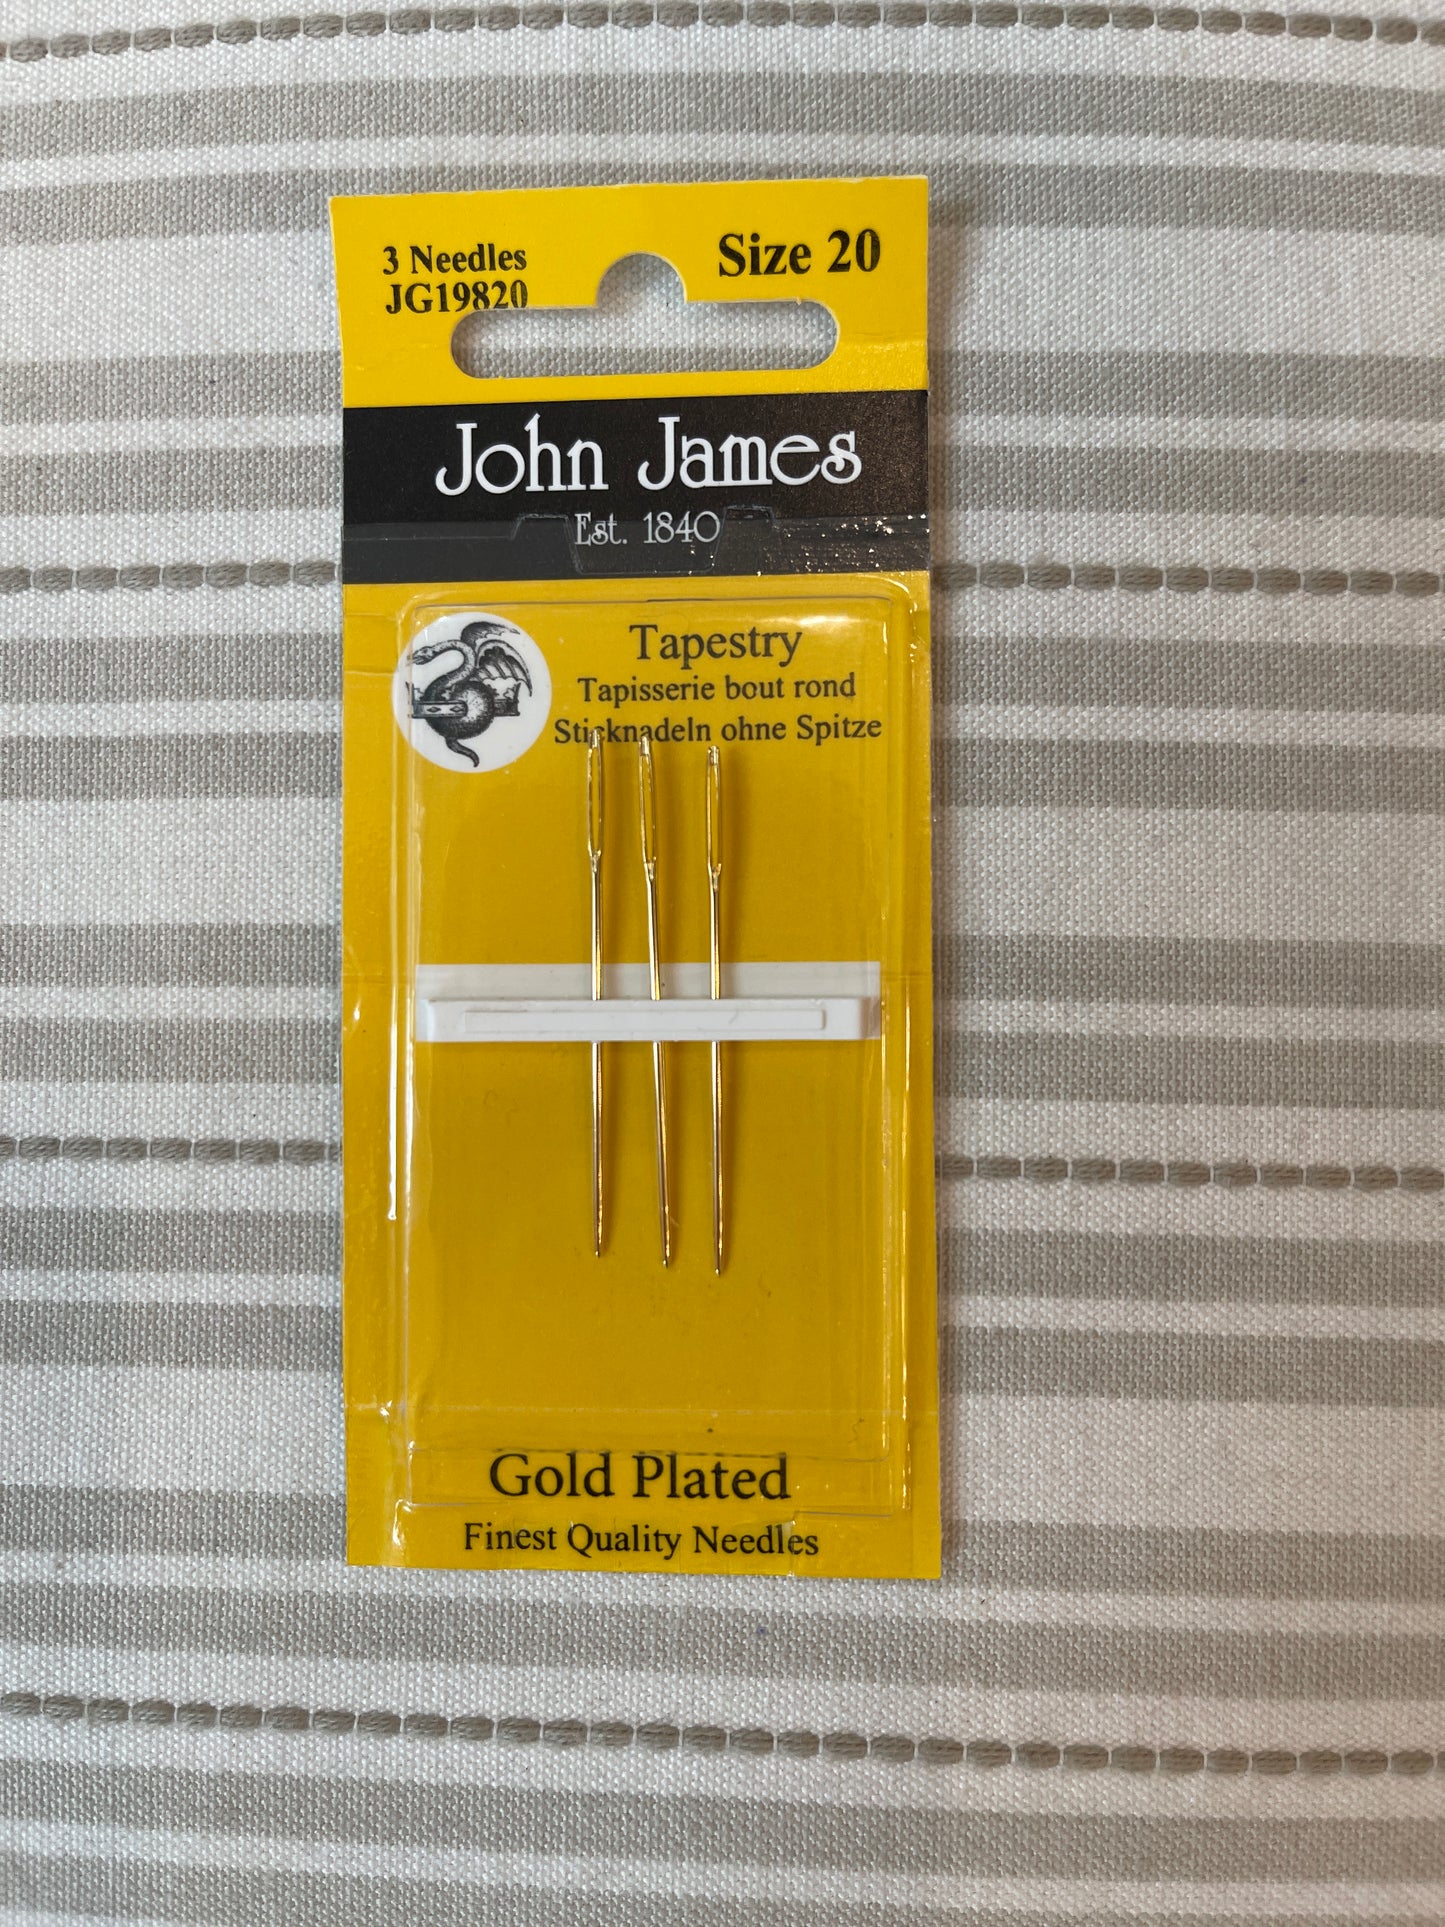 3 Needles
JG19820
Size 20
John James
Est. 1840
Tapestry
Tapisserie bout rond
Sticknadeln ohne Spitze
Gold Plated
Finest Quality Needles